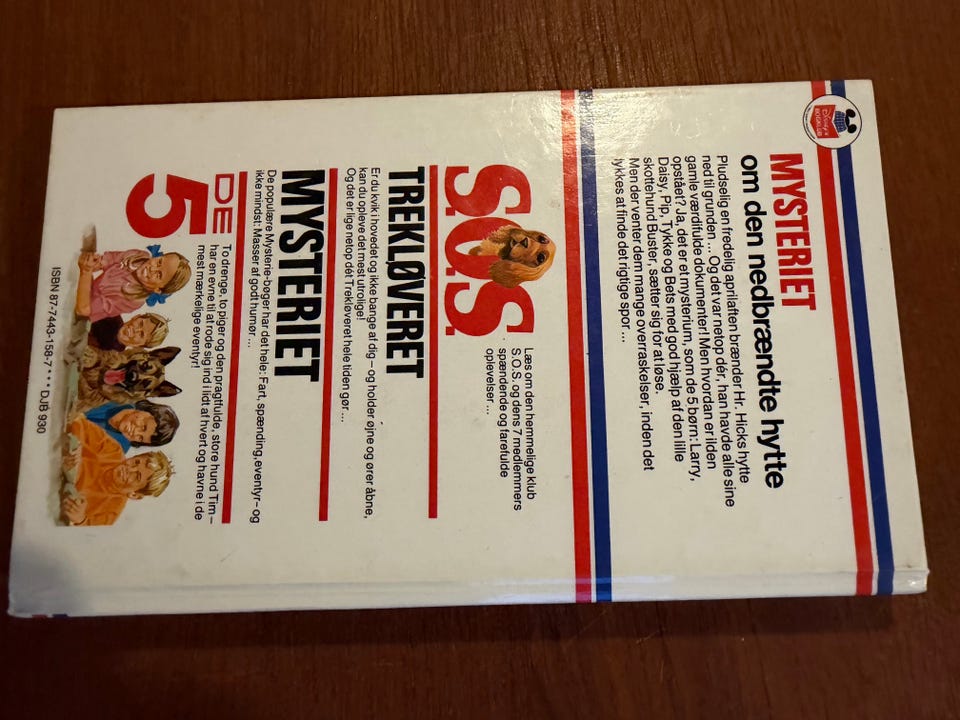 Disney's
BOGKLUB
MYSTERIET
om den nedbrændte hytte
Pludselig en fredelig aprilaften brænder Hr. Hicks hytte
ned til grunden... Og det var netop dér, han havde alle sine
gamle værdifulde dokumenter! Men hvordan er ilden
opstået? Ja, det er et mysterium, som de 5 børn: Larry,
Daisy, Pip, Tykke og Bets med god hjælp af den lille
skottehund Buster, sætter sig for at løse.
Men der venter dem mange overraskelser, inden det
lykkes at finde det rigtige spor...
S.O.S.
Læs om den hemmelige klub
S.O.S. og dens 7 medlemmers
spændende og farefulde
oplevelser...
TREKLØVERET
Er du kvik i hovedet og ikke bange af dig – og holder øjne og ører åbne,
kan du opleve det mest utrolige!
Og det er lige netop dét Trekløveret hele tiden gør...
MYSTERIET
De populære Mysterie-bøger har det hele: Fart, spænding, eventyr – og
ikke mindst: Masser af godt humør...
DE
5
To drenge, to piger og den pragtfulde, store hund Tim –
har en evne til at rode sig ind i lidt af hvert og havne i de
mest mærkelige eventyr!
ISBN 87-7443-158-7 • • • DJB 930